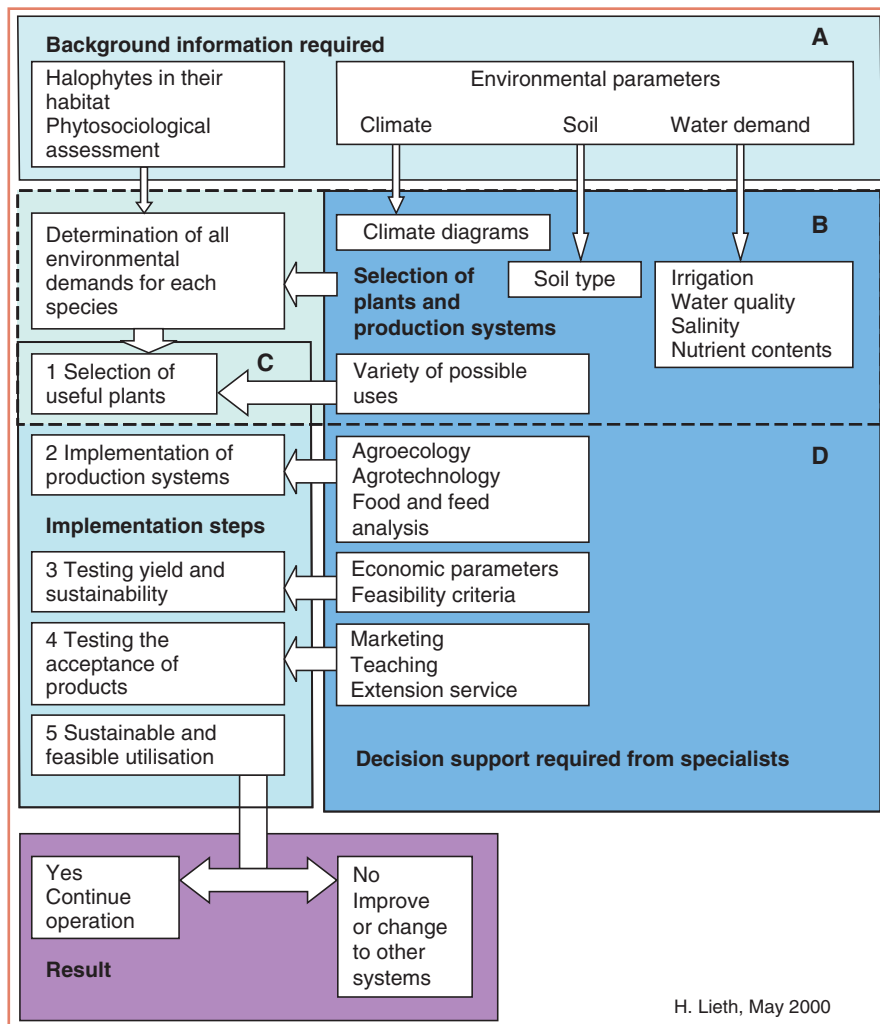 Background information required
A
Halophytes in their
habitat
Phytosociological
assessment
Environmental parameters
Climate Soil Water demand
Determination of all
environmental
demands for each
species
Climate diagrams
B
Selection of
plants and
production systems
Soil type
Irrigation
Water quality
Salinity
Nutrient contents
C
1 Selection of
useful plants
Variety of possible
uses
2 Implementation of
production systems
Agroecology
Agrotechnology
Food and feed
analysis
D
Implementation steps
3 Testing yield and
sustainability
Economic parameters
Feasibility criteria
4 Testing the
acceptance of
products
Marketing
Teaching
Extension service
5 Sustainable and
feasible utilisation
Decision support required from specialists
Yes
Continue
operation
No
Improve
or change
to other
systems
Result
H. Lieth, May 2000